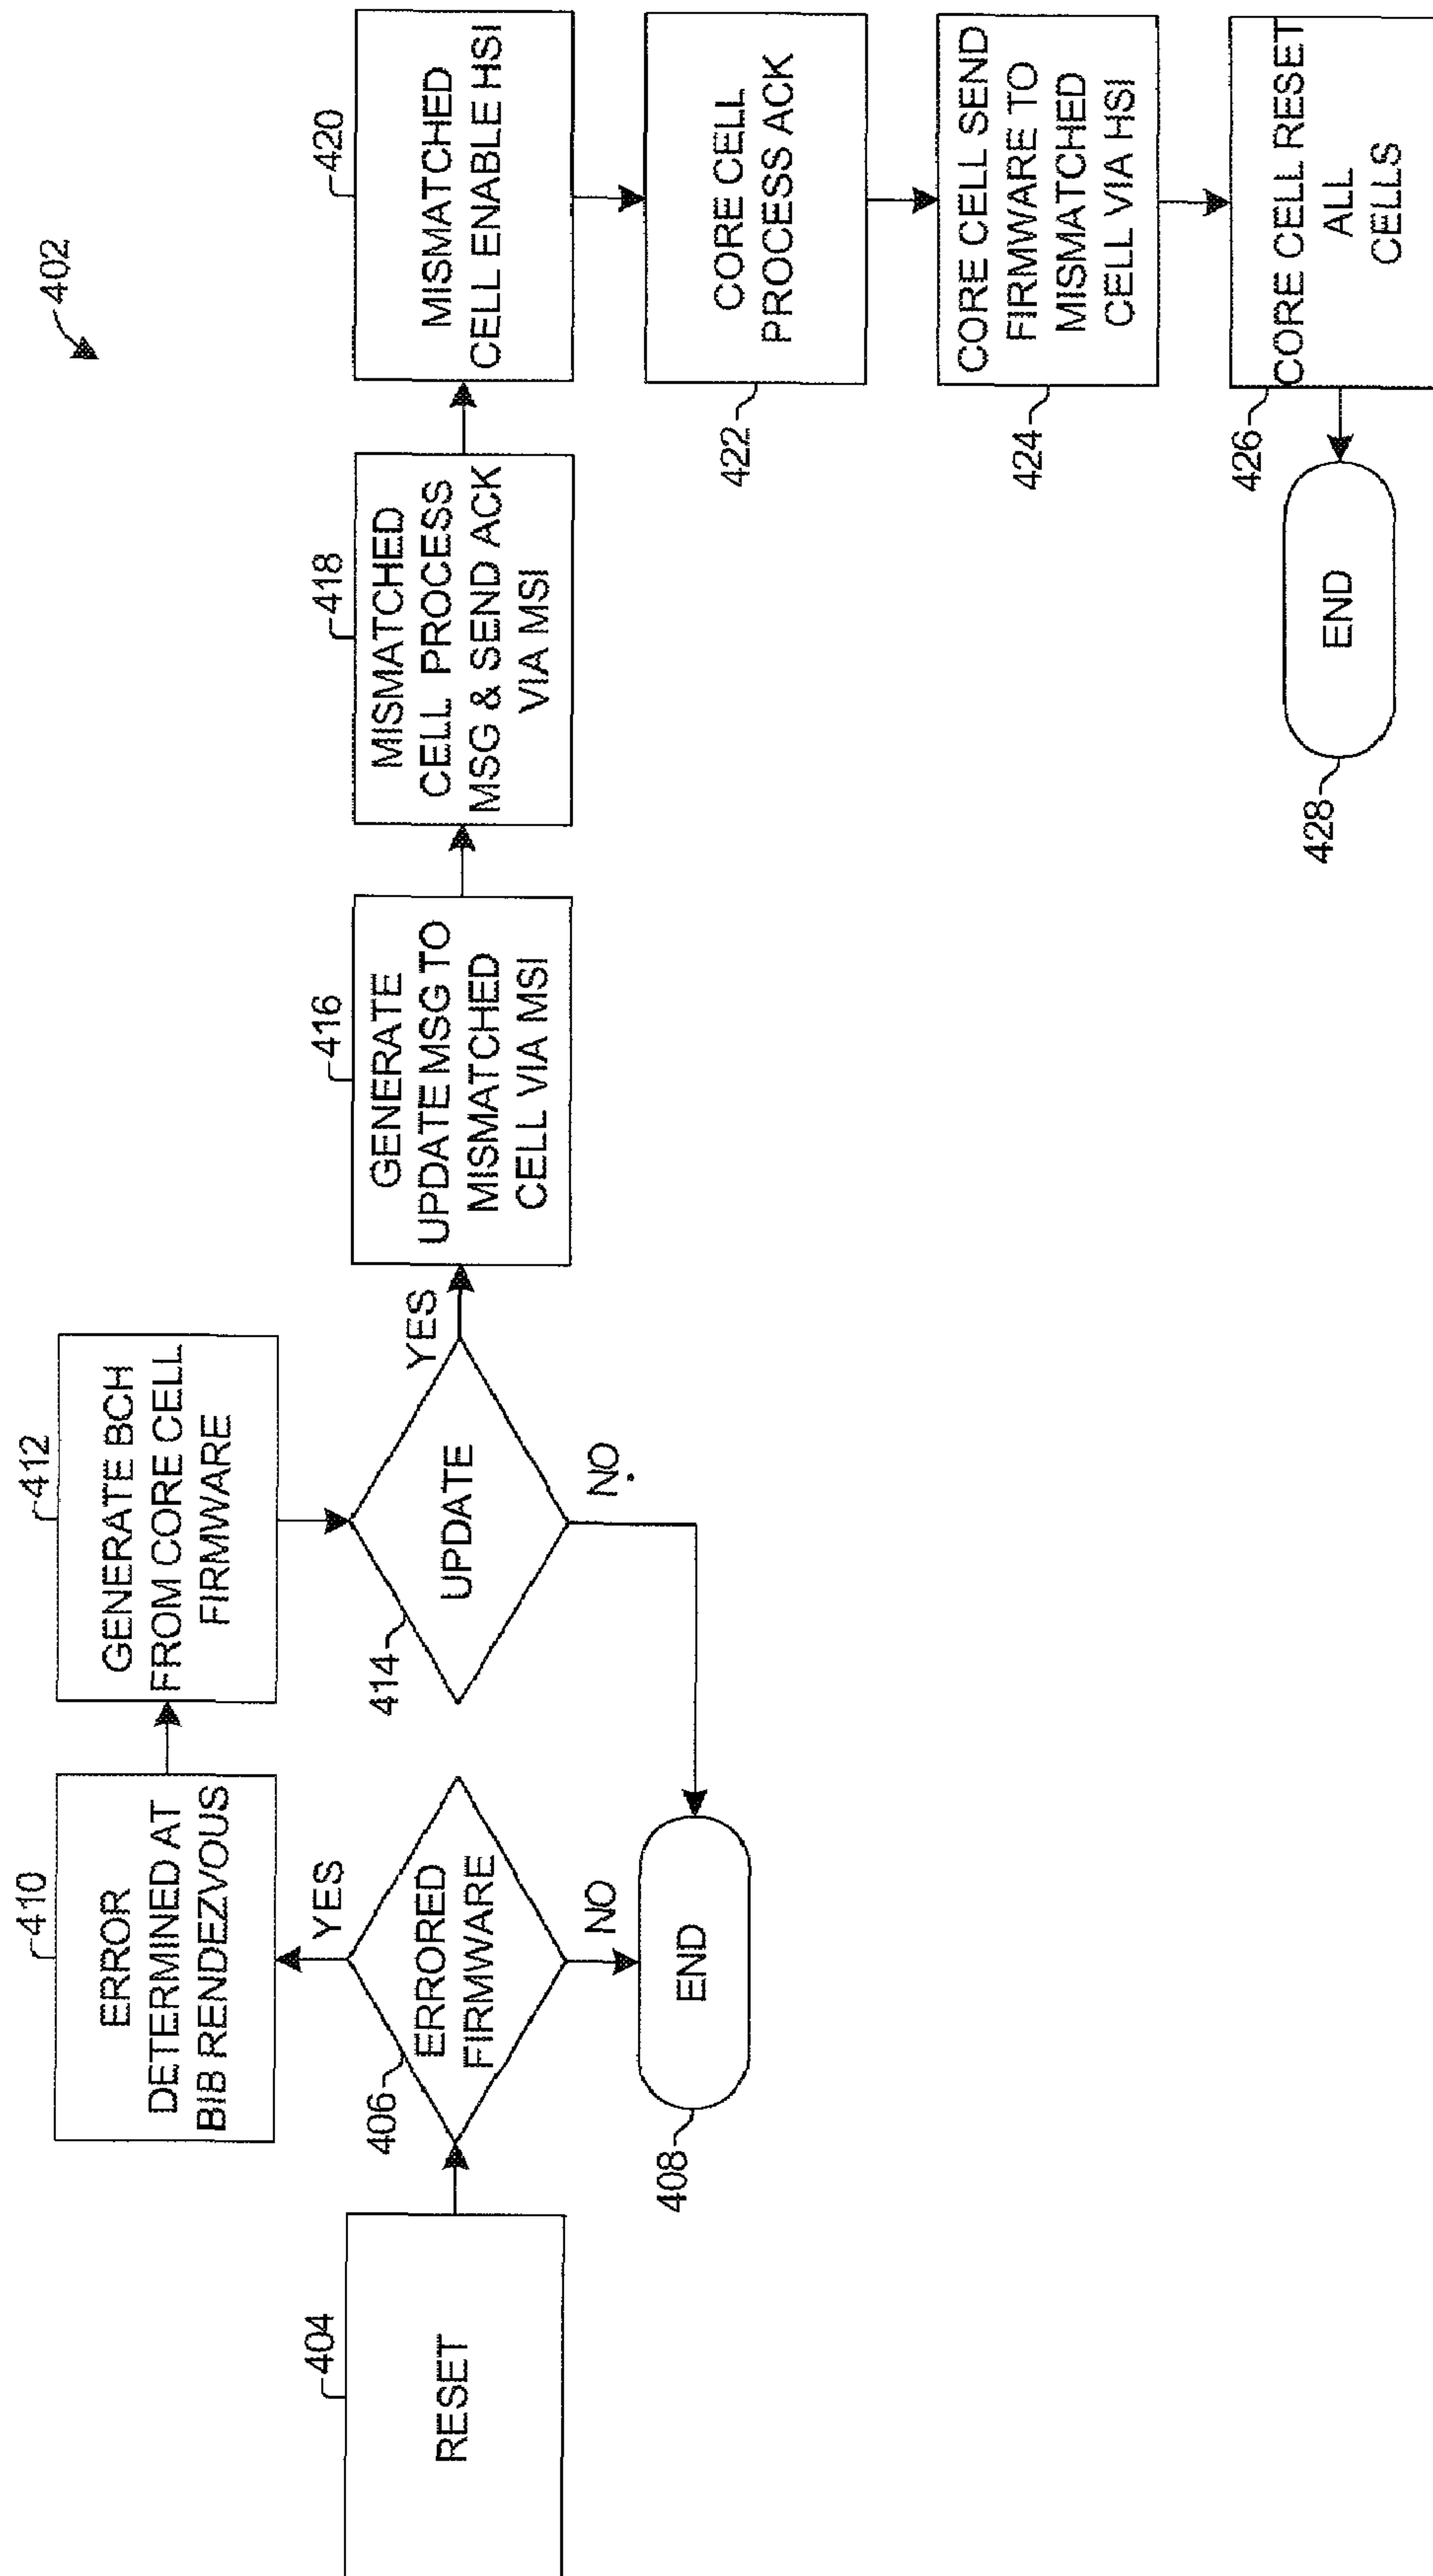 402
404
RESET
406
ERRORED
FIRMWARE
YES
NO
408
END
410
ERROR
DETERMINED AT
BIB RENDEZVOUS
412
GENERATE BCH
FROM CORE CELL
FIRMWARE
414
UPDATE
YES
NO
416
GENERATE
UPDATE MSG TO
MISMATCHED
CELL VIA MSI
418
MISMATCHED
CELL PROCESS
MSG & SEND ACK
VIA MSI
420
MISMATCHED
CELL ENABLE HSI
422
CORE CELL
PROCESS ACK
424
CORE CELL SEND
FIRMWARE TO
MISMATCHED
CELL VIA HSI
426
CORE CELL RESET
ALL
CELLS
428
END